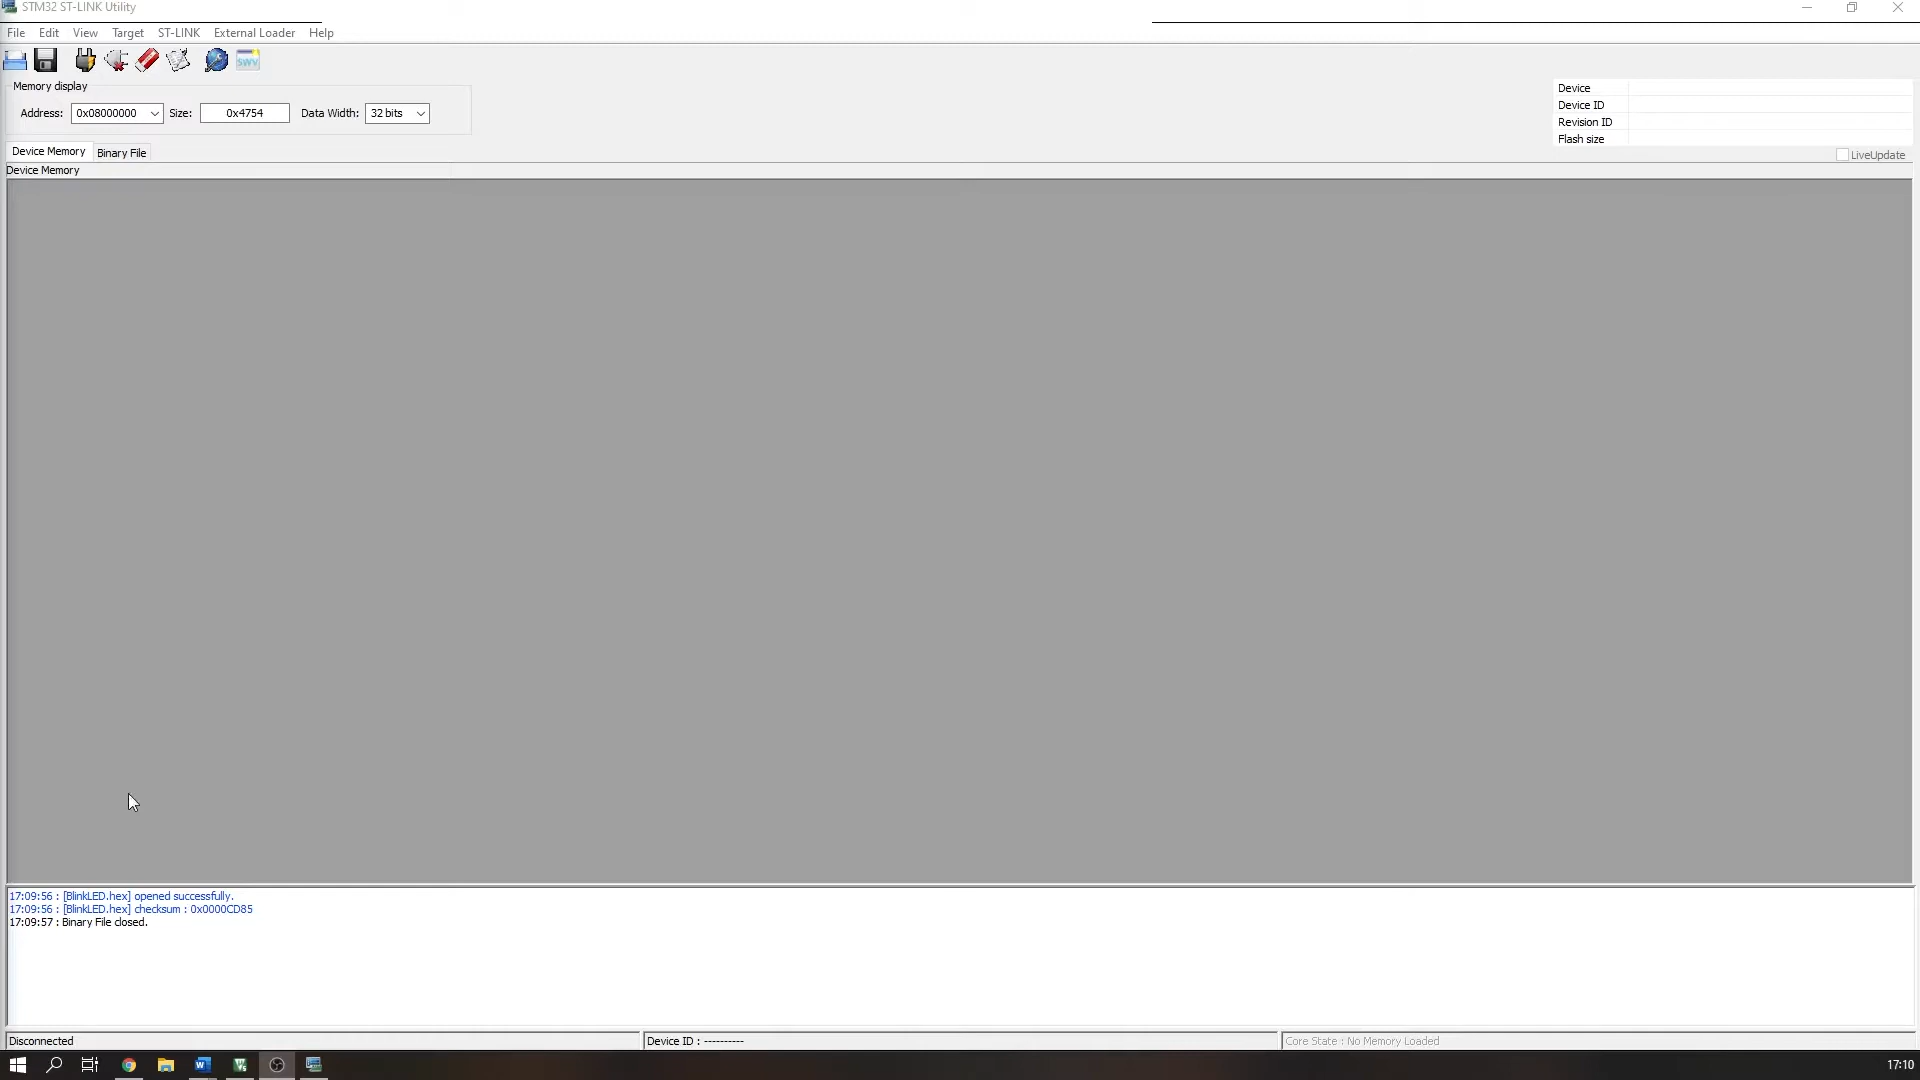 STM32 ST-LINK Utility
File Edit View Target ST-LINK External Loader Help
SWV
Memory display
Address: 0x08000000 Size: 0x4754 Data Width: 32 bits
Device
Device ID
Revision ID
Flash size
LiveUpdate
Device Memory Binary File
Device Memory
17:09:56 : [BlinkLED.hex] opened successfully.
17:09:56 : [BlinkLED.hex] checksum : 0x0000CD85
17:09:57 : Binary File closed.
Disconnected Device ID : ---------- Core State : No Memory Loaded
17:10